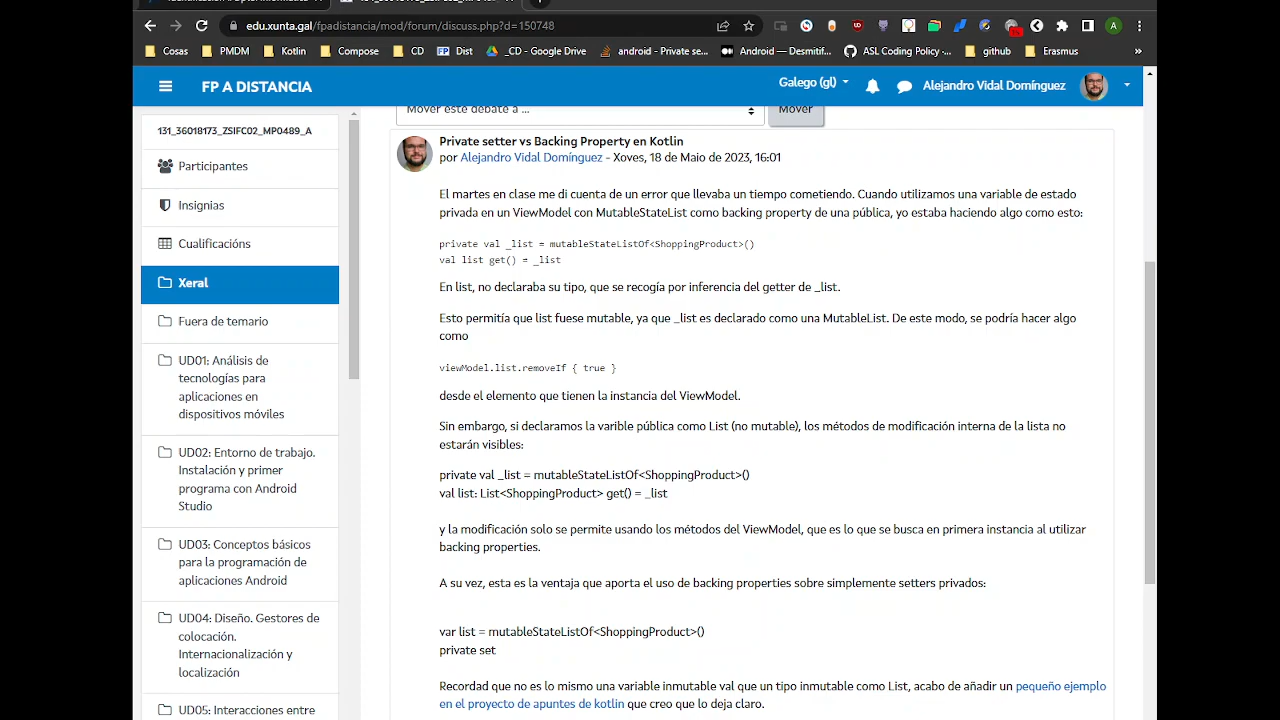 edu.xunta.gal/fpadistancia/mod/forum/discuss.php?d=150748
Cosas PMDM Kotlin Compose CD Dist _CD - Google Drive android - Private se... Android — Desmitif... ASL Coding Policy -... github Erasmus »
FP A DISTANCIA Galego (gl) Alejandro Vidal Domínguez
131_36018173_ZSIFC02_MP0489_A
Participantes
Insignias
Cualificacións
Xeral
Fuera de temario
UD01: Análisis de
tecnologías para
aplicaciones en
dispositivos móviles
UD02: Entorno de trabajo.
Instalación y primer
programa con Android
Studio
UD03: Conceptos básicos
para la programación de
aplicaciones Android
UD04: Diseño. Gestores de
colocación.
Internacionalización y
localización
UD05: Interacciones entre
Mover este debate a ... Mover
Private setter vs Backing Property en Kotlin
por Alejandro Vidal Domínguez - Xoves, 18 de Maio de 2023, 16:01
El martes en clase me di cuenta de un error que llevaba un tiempo cometiendo. Cuando utilizamos una variable de estado
privada en un ViewModel con MutableStateList como backing property de una pública, yo estaba haciendo algo como esto:
private val _list = mutableStateListOf<ShoppingProduct>()
val list get() = _list
En list, no declaraba su tipo, que se recogía por inferencia del getter de _list.
Esto permitía que list fuese mutable, ya que _list es declarado como una MutableList. De este modo, se podría hacer algo
como
viewModel.list.removeIf { true }
desde el elemento que tienen la instancia del ViewModel.
Sin embargo, si declaramos la varible pública como List (no mutable), los métodos de modificación interna de la lista no
estarán visibles:
private val _list = mutableStateListOf<ShoppingProduct>()
val list: List<ShoppingProduct> get() = _list
y la modificación solo se permite usando los métodos del ViewModel, que es lo que se busca en primera instancia al utilizar
backing properties.
A su vez, esta es la ventaja que aporta el uso de backing properties sobre simplemente setters privados:
var list = mutableStateListOf<ShoppingProduct>()
private set
Recordad que no es lo mismo una variable inmutable val que un tipo inmutable como List, acabo de añadir un pequeño ejemplo
en el proyecto de apuntes de kotlin que creo que lo deja claro.